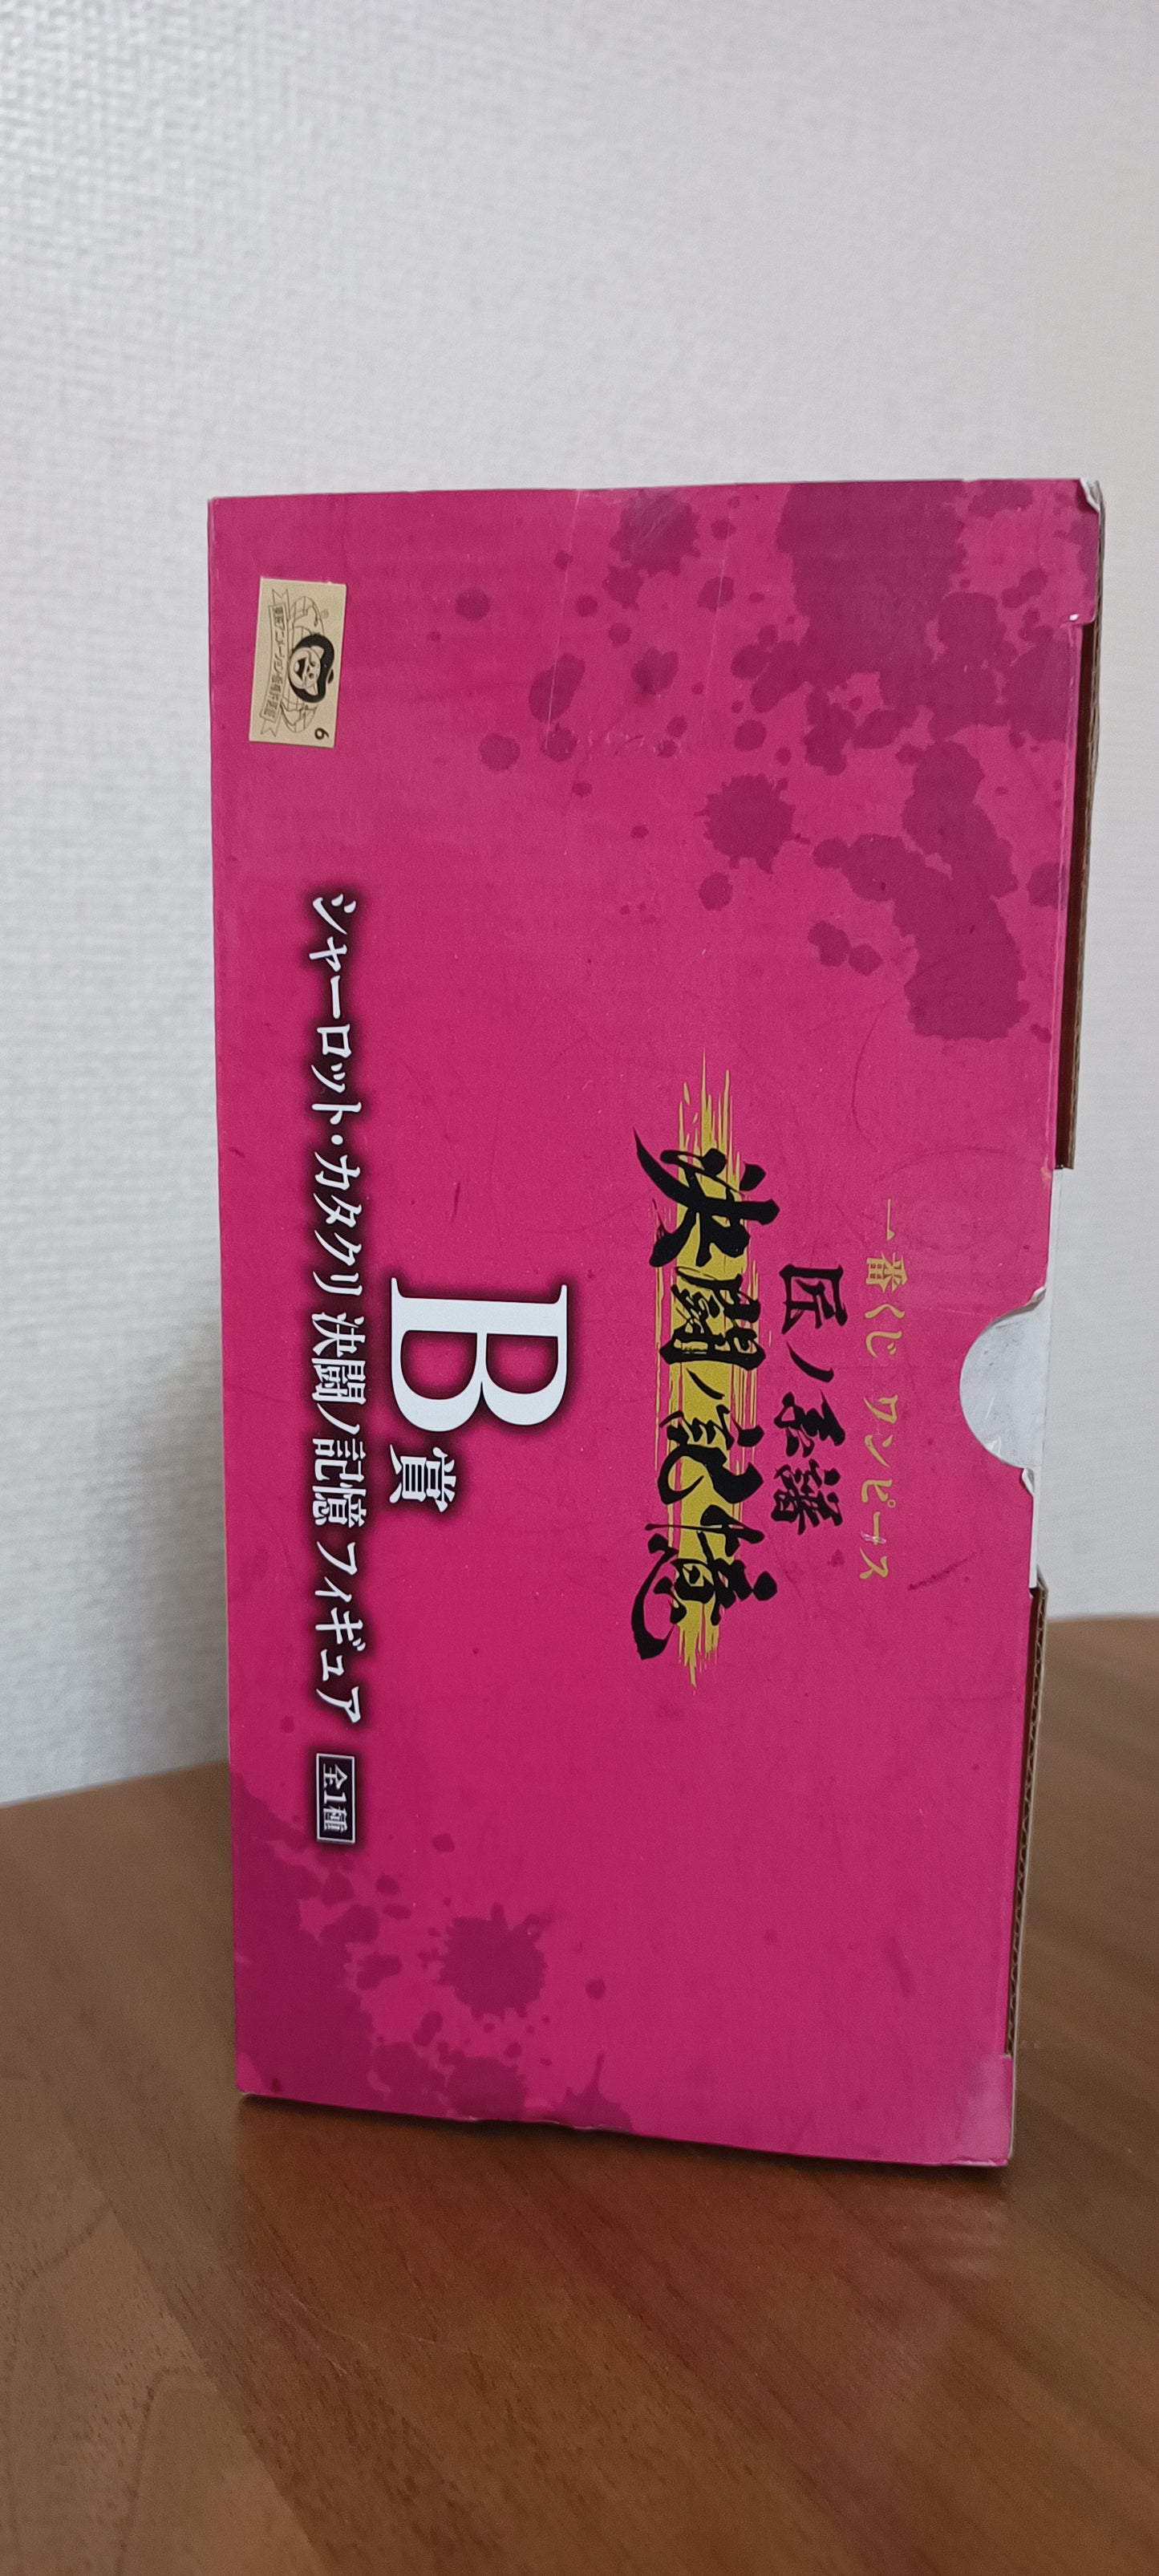 一番くじ ワンピース
匠ノ系譜
決闘ノ記憶
B賞
シャーロット・カタクリ 決闘ノ記憶 フィギュア 全1種
6